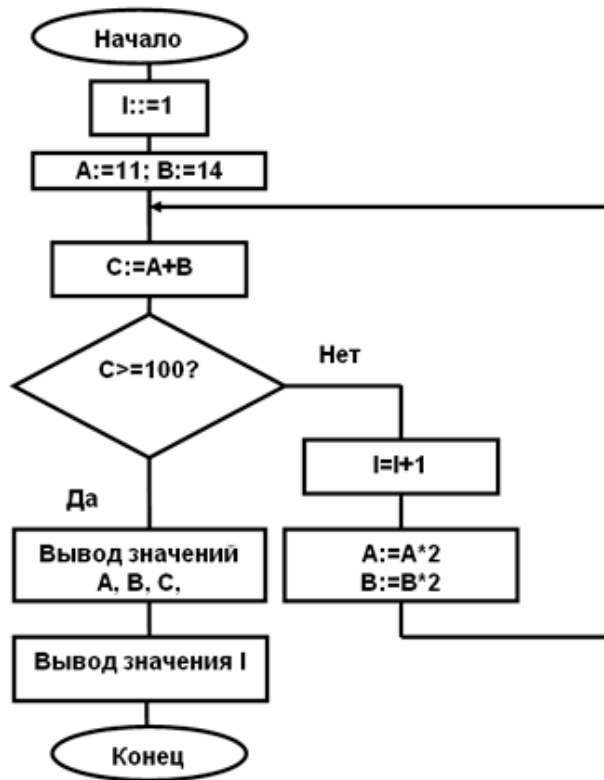 Начало
I::=1
A:=11; B:=14
C:=A+B
C>=100?
Нет
I=I+1
Да
Вывод значений
A, B, C,
A:=A*2
B:=B*2
Вывод значения I
Конец